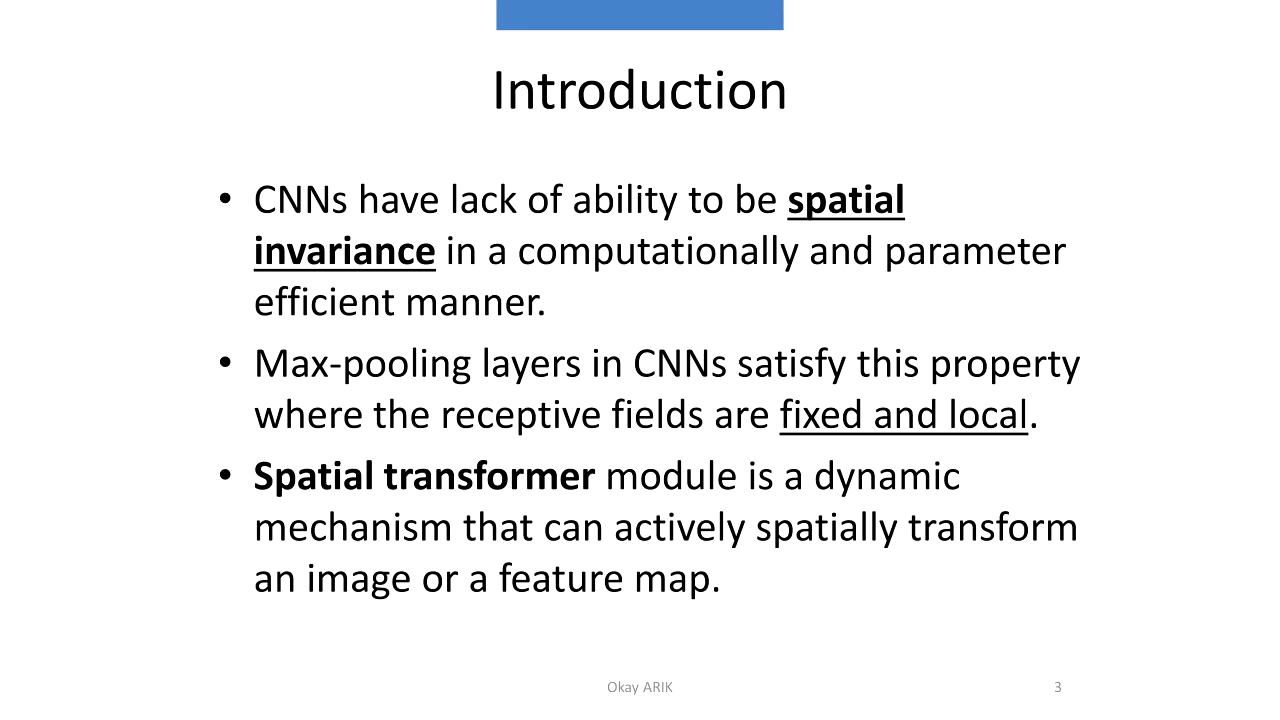 Introduction
• CNNs have lack of ability to be spatial
invariance in a computationally and parameter
efficient manner.
• Max-pooling layers in CNNs satisfy this property
where the receptive fields are fixed and local.
• Spatial transformer module is a dynamic
mechanism that can actively spatially transform
an image or a feature map.
Okay ARIK
3